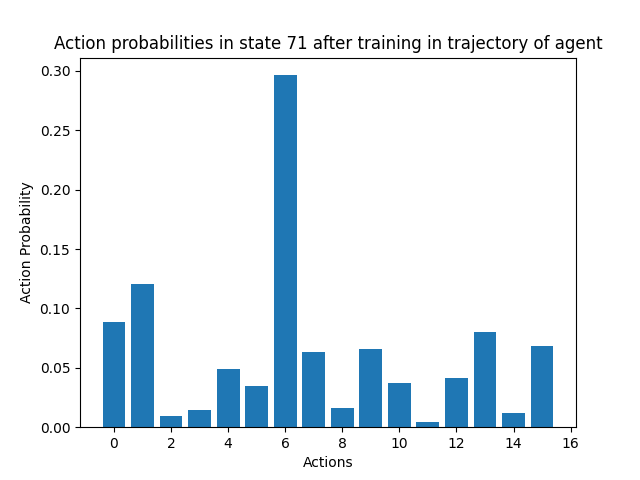 Action probabilities in state 71 after training in trajectory of agent
0.30
0.25
0.20
0.15
0.10
0.05
0.00
Action Probability
0 2 4 6 8 10 12 14 16
Actions